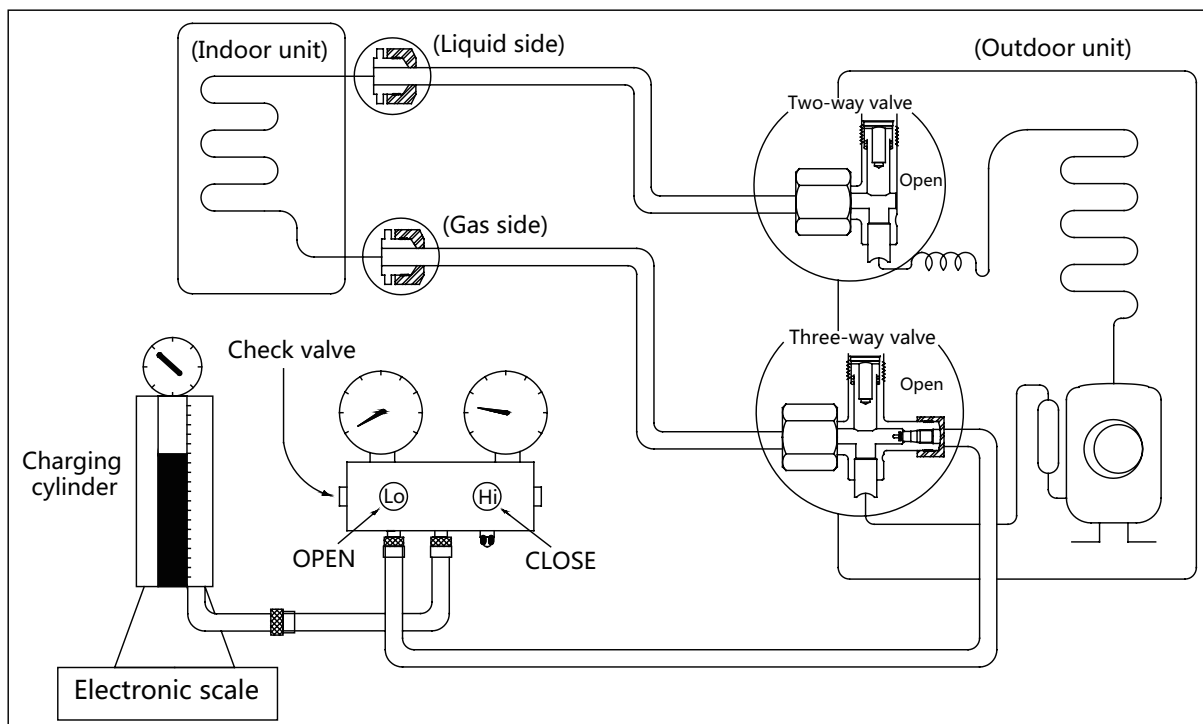 (Indoor unit)
(Liquid side)
(Outdoor unit)
Two-way valve
Open
(Gas side)
Three-way valve
Open
Check valve
Charging
cylinder
Lo
Hi
OPEN
CLOSE
Electronic scale